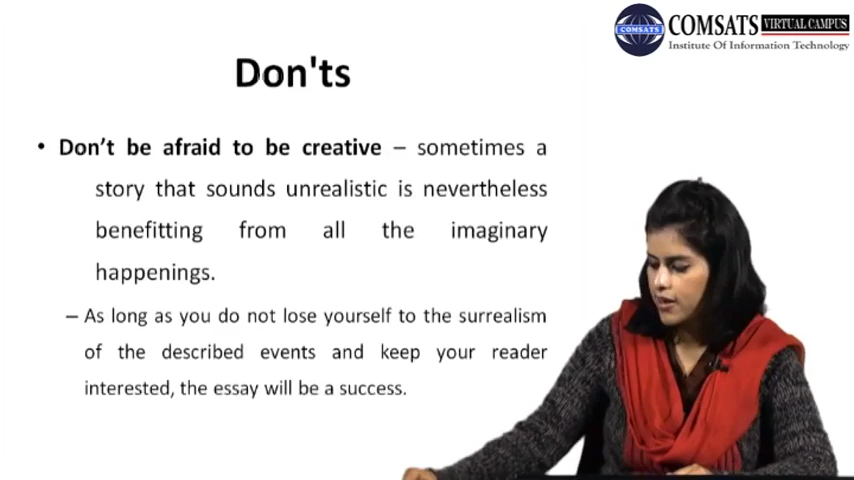 COMSATS VIRTUAL CAMPUS
COMSATS
Institute Of Information Technology
Don'ts
• Don’t be afraid to be creative – sometimes a
story that sounds unrealistic is nevertheless
benefitting from all the imaginary
happenings.
– As long as you do not lose yourself to the surrealism
of the described events and keep your reader
interested, the essay will be a success.